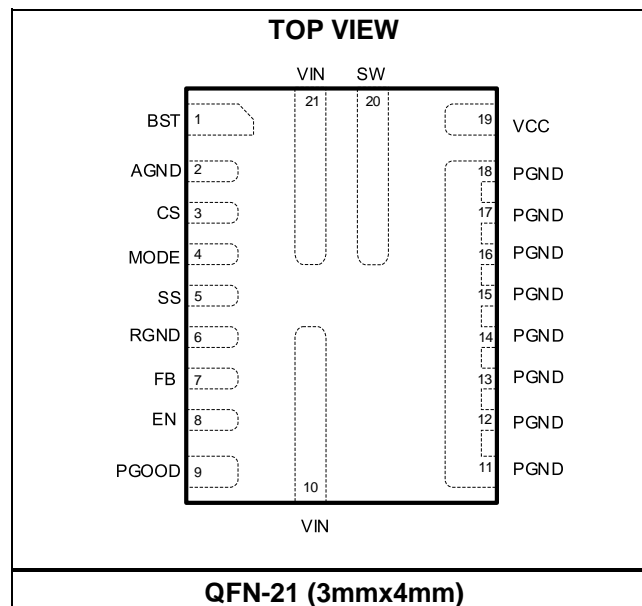 TOP VIEW
VIN SW
21 20
BST 1 19 VCC
AGND 2 18 PGND
CS 3 17 PGND
MODE 4 16 PGND
SS 5 15 PGND
RGND 6 14 PGND
FB 7 13 PGND
EN 8 12 PGND
PGOOD 9 11 PGND
10
VIN
QFN-21 (3mmx4mm)